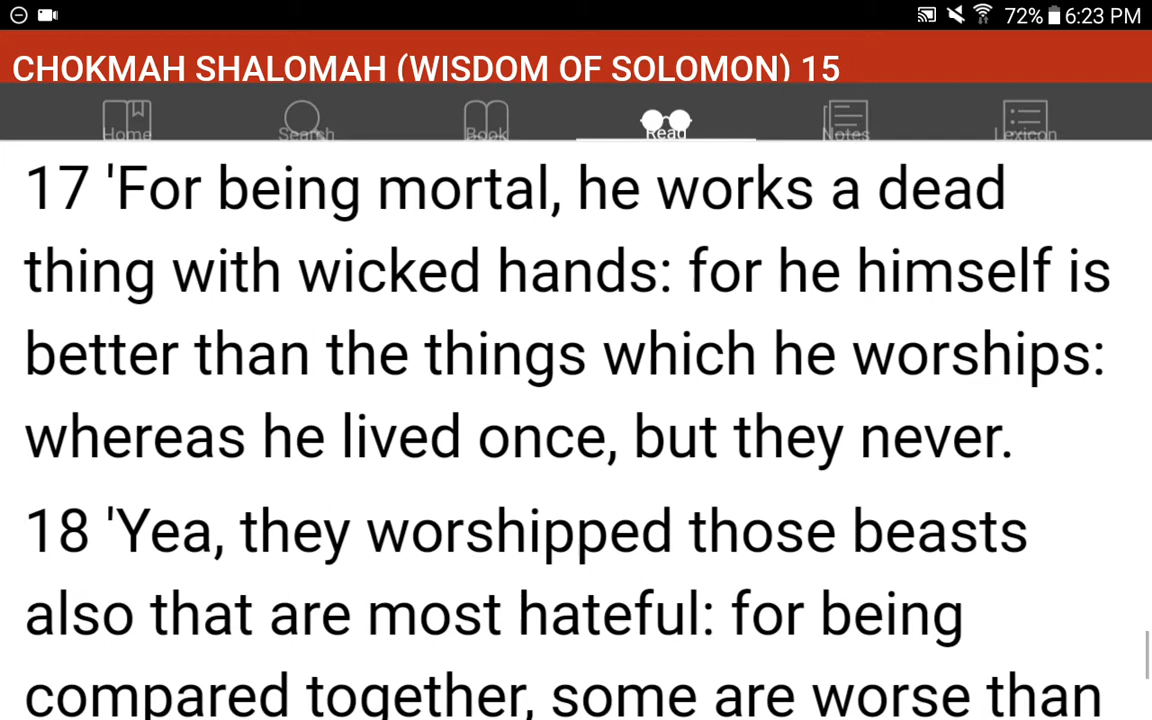 72% 6:23 PM
CHOKMAH SHALOMAH (WISDOM OF SOLOMON) 15
Home Search Book Read Notes Lexicon
17 'For being mortal, he works a dead
thing with wicked hands: for he himself is
better than the things which he worships:
whereas he lived once, but they never.
18 'Yea, they worshipped those beasts
also that are most hateful: for being
compared together, some are worse than